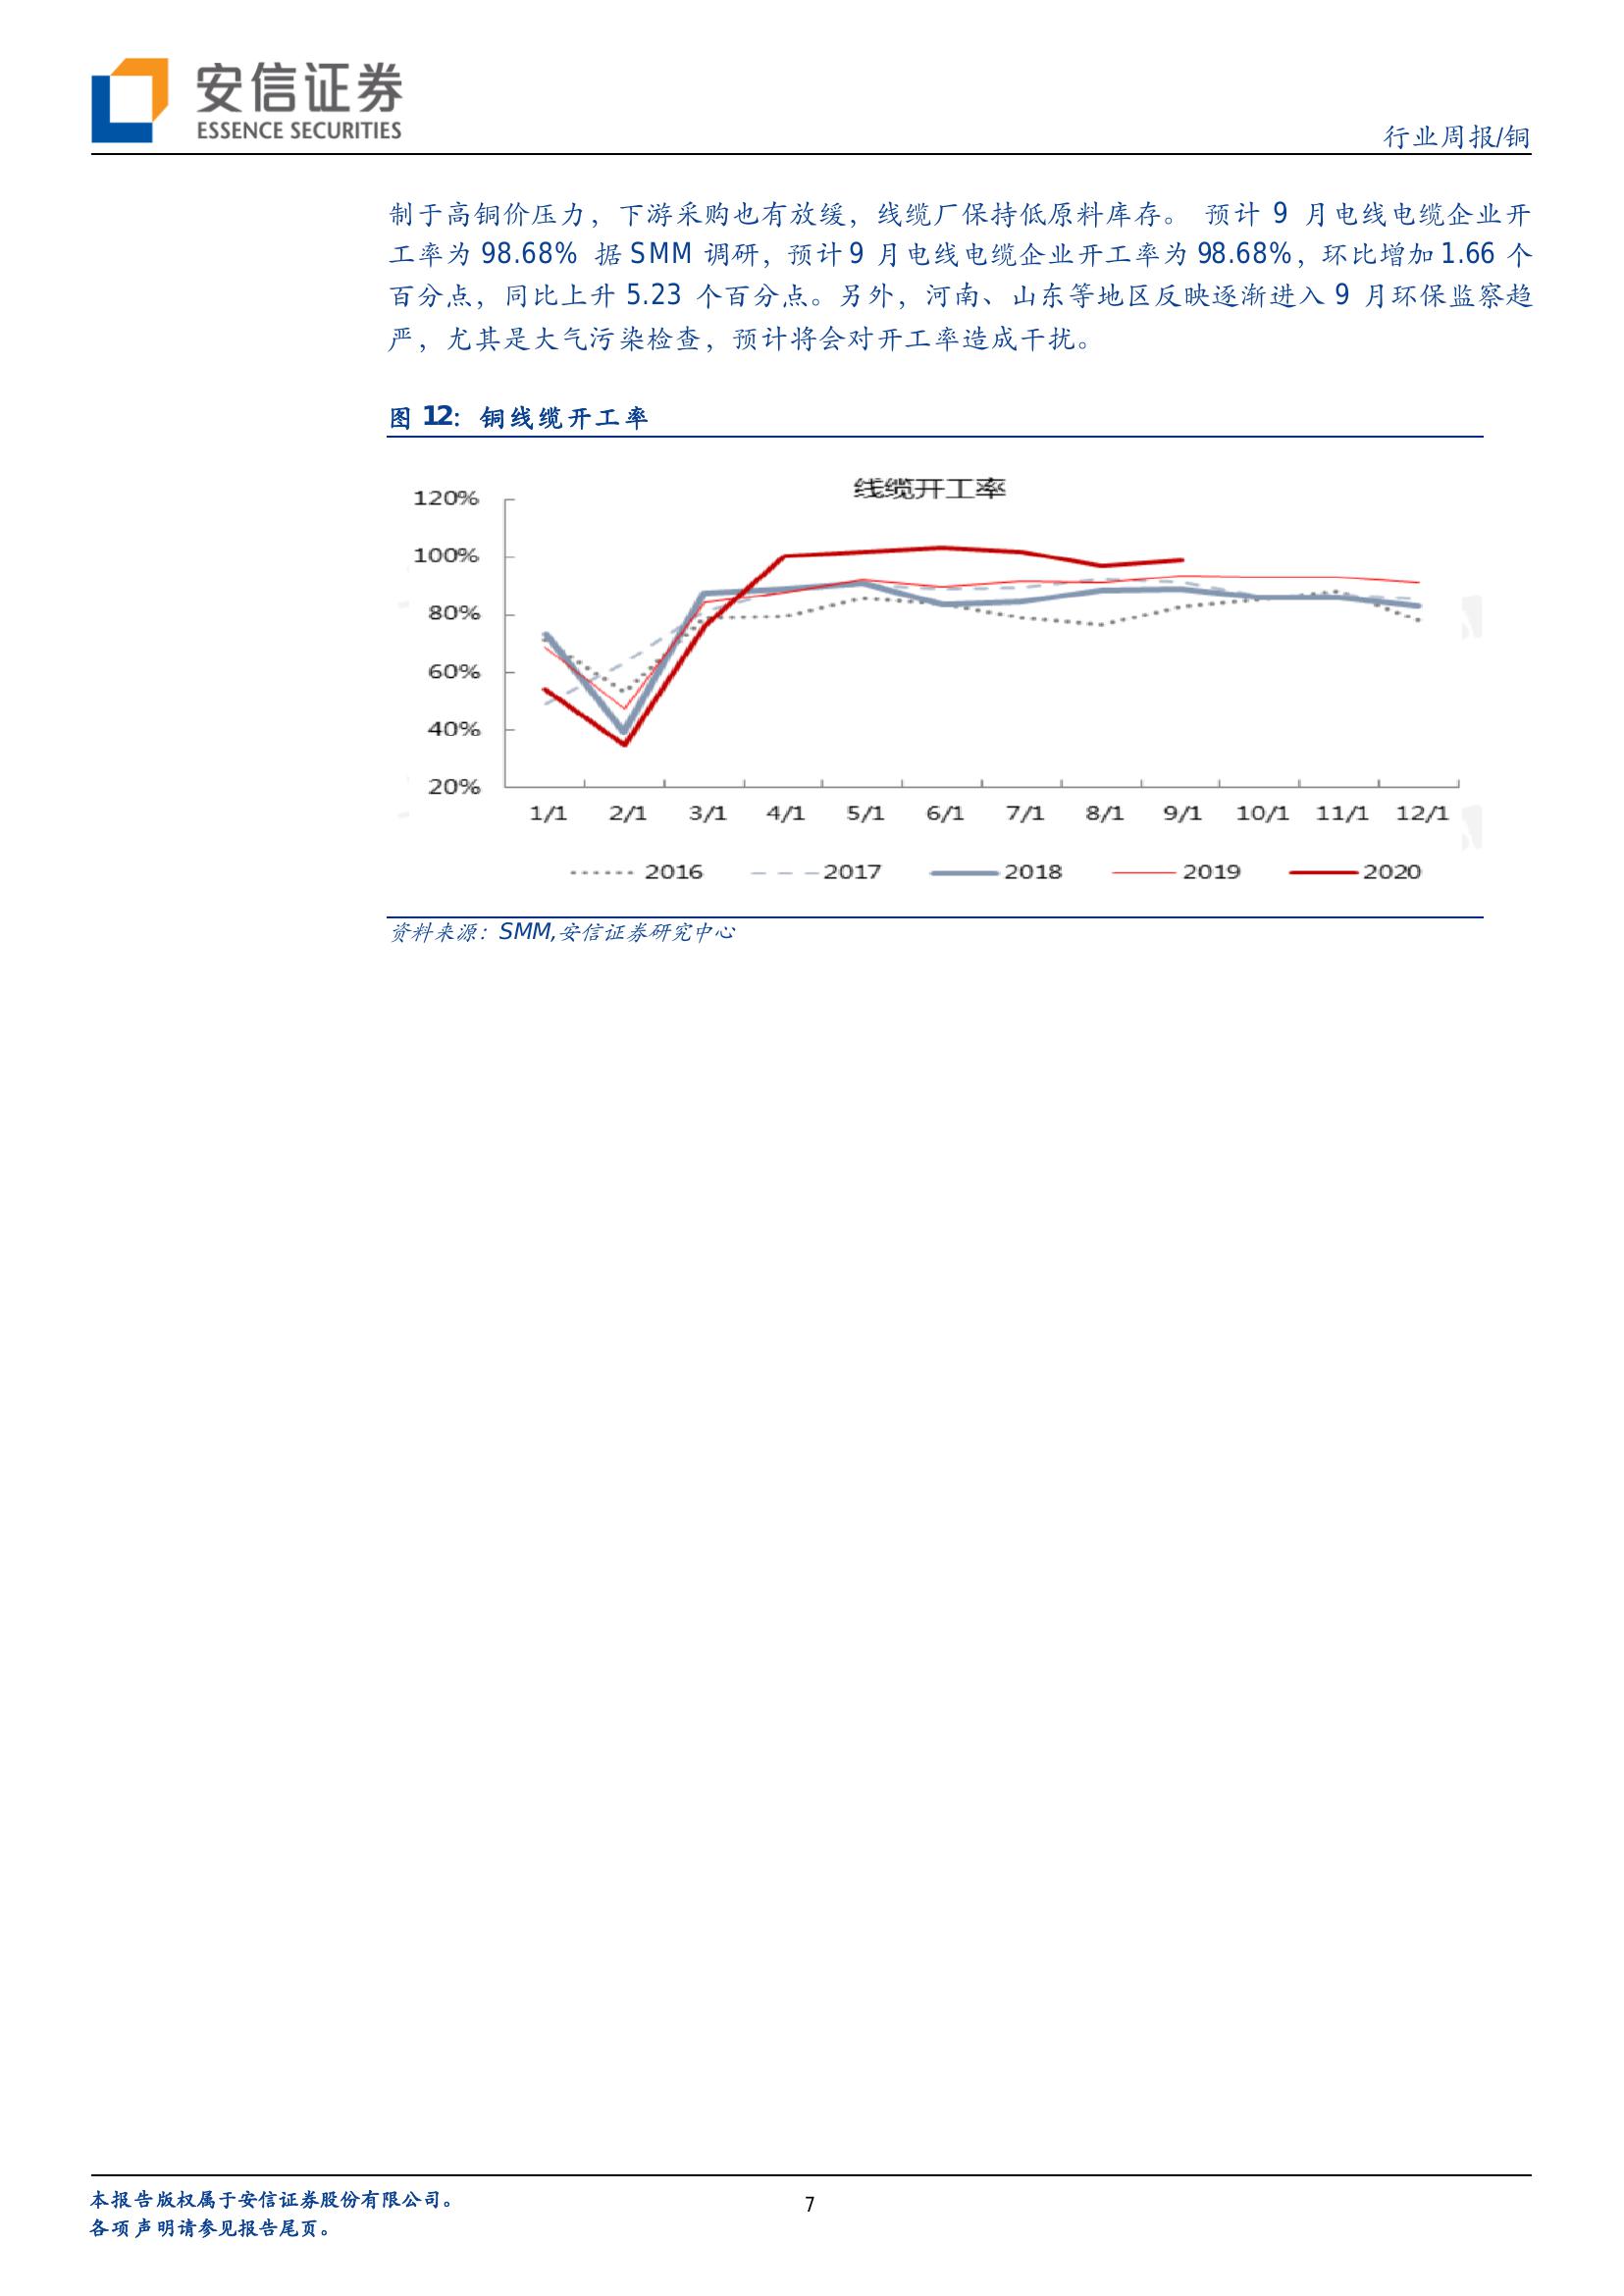 安信证券
ESSENCE SECURITIES
行业周报/铜
制于高铜价压力，下游采购也有放缓，线缆厂保持低原料库存。 预计 9 月电线电缆企业开
工率为 98.68% 据 SMM 调研，预计 9 月电线电缆企业开工率为 98.68%，环比增加 1.66 个
百分点，同比上升 5.23 个百分点。另外，河南、山东等地区反映逐渐进入 9 月环保监察趋
严，尤其是大气污染检查，预计将会对开工率造成干扰。
图 12：铜线缆开工率
线缆开工率
120%
100%
80%
60%
40%
20%
1/1 2/1 3/1 4/1 5/1 6/1 7/1 8/1 9/1 10/1 11/1 12/1
2016 2017 2018 2019 2020
资料来源：SMM,安信证券研究中心
本报告版权属于安信证券股份有限公司。
各项声明请参见报告尾页。
7